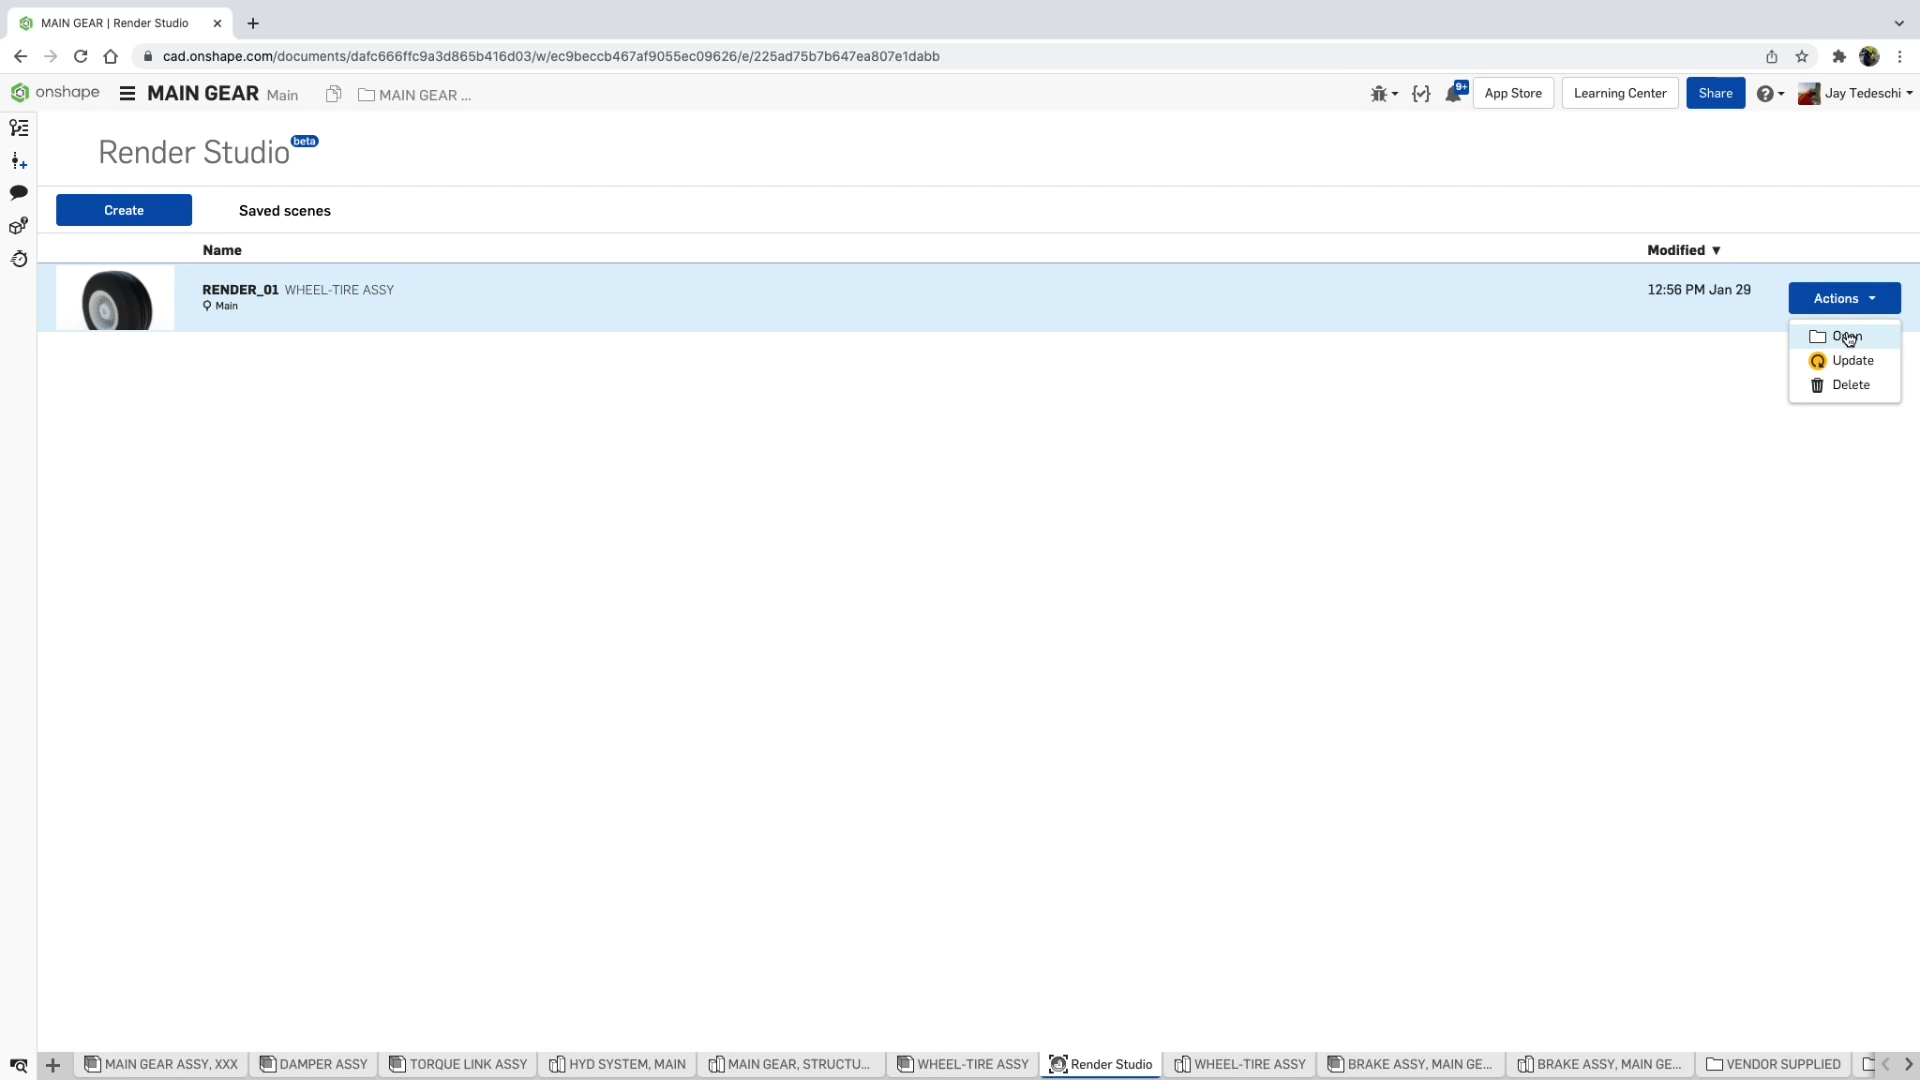 MAIN GEAR | Render Studio
cad.onshape.com/documents/dafc666ffc9a3d865b416d03/w/ec9beccb467af9055ec09626/e/225ad75b7b647ea807e1dabb
onshape MAIN GEAR Main MAIN GEAR ... 9+ App Store Learning Center Share Jay Tedeschi
Render Studio beta
Create Saved scenes
Name Modified ▼
RENDER_01 WHEEL-TIRE ASSY 12:56 PM Jan 29 Actions
Main
Open
Update
Delete
MAIN GEAR ASSY, XXX DAMPER ASSY TORQUE LINK ASSY HYD SYSTEM, MAIN MAIN GEAR, STRUCTU... WHEEL-TIRE ASSY Render Studio WHEEL-TIRE ASSY BRAKE ASSY, MAIN GE... BRAKE ASSY, MAIN GE... VENDOR SUPPLIED